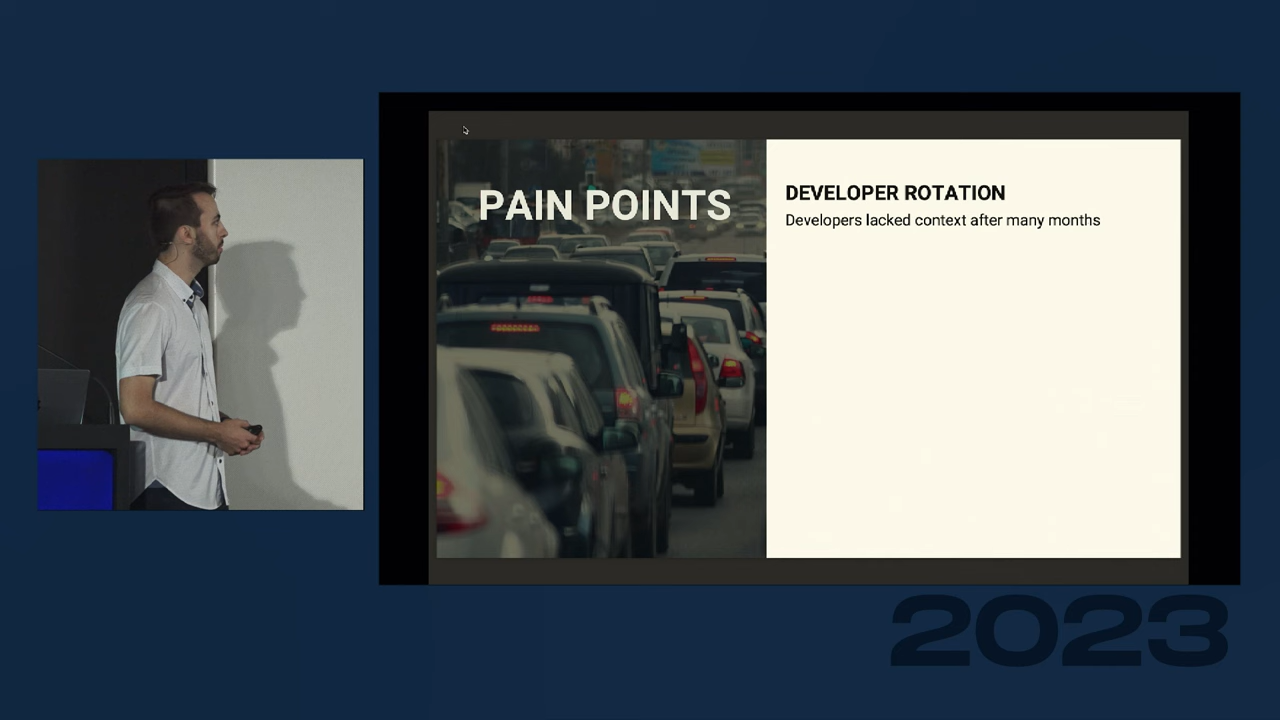 PAIN POINTS
DEVELOPER ROTATION
Developers lacked context after many months
2023